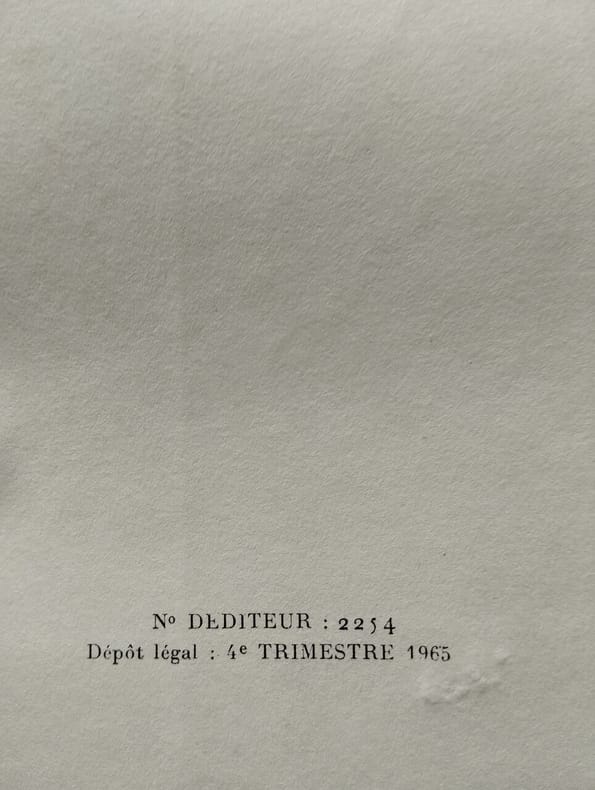 Nº DEDITEUR : 2254
Dépôt légal : 4e TRIMESTRE 1965